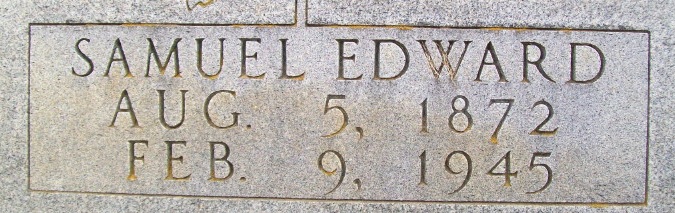 SAMUEL EDWARD
AUG. 5, 1872
FEB. 9, 1945